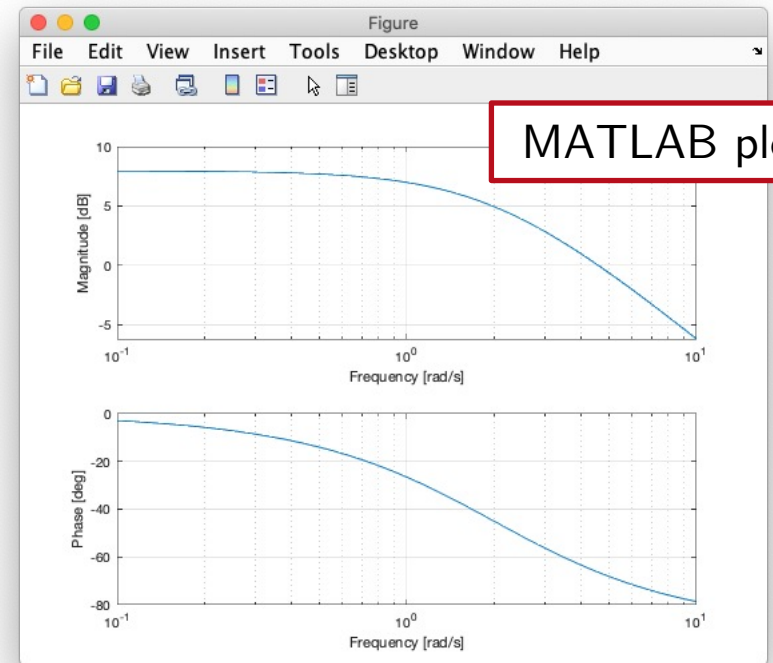 Figure
File Edit View Insert Tools Desktop Window Help
MATLAB
10
5
0
-5
Magnitude [dB]
10^-1 10^0 10^1
Frequency [rad/s]
0
-20
-40
-60
-80
Phase [deg]
10^-1 10^0 10^1
Frequency [rad/s]